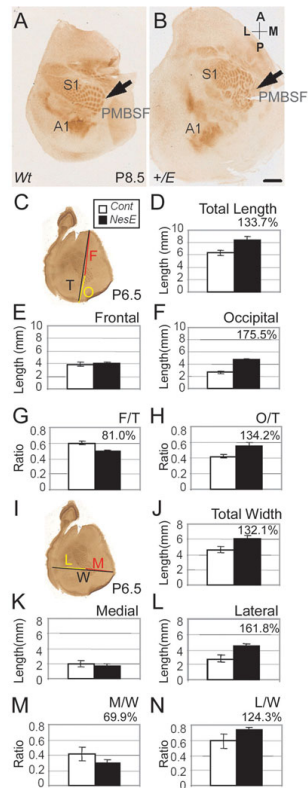 A
S1
PMBSF
A1
Wt
P8.5
B
A
L M
P
S1
PMBSF
A1
+/E
C
Cont
NesE
F
T
O
P6.5
D
Total Length
133.7%
Length (mm)
10
8
6
4
2
0
E
Frontal
Length (mm)
10
8
6
4
2
0
F
Occipital
175.5%
Length(mm)
10
8
6
4
2
0
G
F/T
81.0%
Ratio
0.8
0.6
0.4
0.2
0
H
O/T
134.2%
Ratio
0.8
0.6
0.4
0.2
0
I
L
M
W
P6.5
J
Total Width
132.1%
Length(mm)
8
6
4
2
0
K
Medial
Length(mm)
8
6
4
2
0
L
Lateral
161.8%
Length(mm)
8
6
4
2
0
M
M/W
69.9%
Ratio
0.8
0.6
0.4
0.2
0
N
L/W
124.3%
Ratio
0.8
0.6
0.4
0.2
0